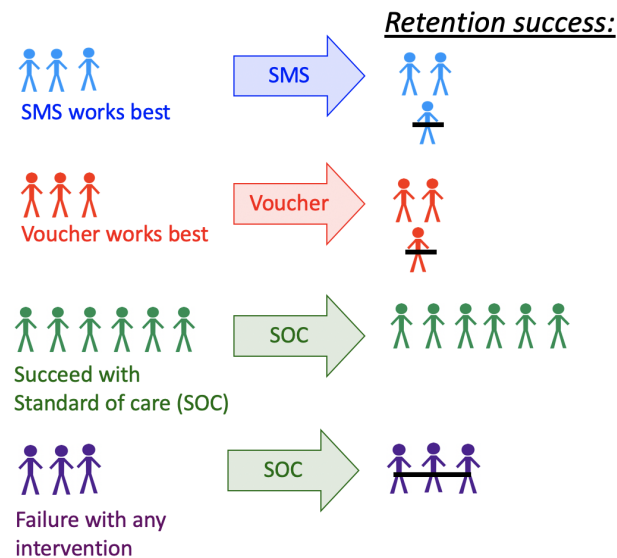 Retention success:
SMS
SMS works best
Voucher
Voucher works best
SOC
Succeed with
Standard of care (SOC)
SOC
Failure with any
intervention